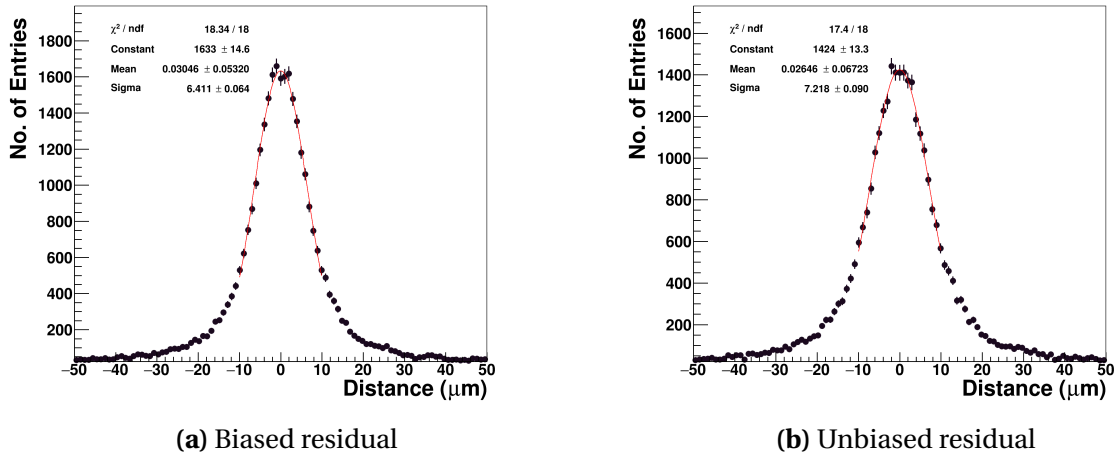 χ² / ndf 18.34 / 18
Constant 1633 ± 14.6
Mean 0.03046 ± 0.05320
Sigma 6.411 ± 0.064
No. of Entries
1800
1600
1400
1200
1000
800
600
400
200
−50 −40 −30 −20 −10 0 10 20 30 40 50
Distance (μm)
(a) Biased residual
χ² / ndf 17.4 / 18
Constant 1424 ± 13.3
Mean 0.02646 ± 0.06723
Sigma 7.218 ± 0.090
No. of Entries
1600
1400
1200
1000
800
600
400
200
−50 −40 −30 −20 −10 0 10 20 30 40 50
Distance (μm)
(b) Unbiased residual